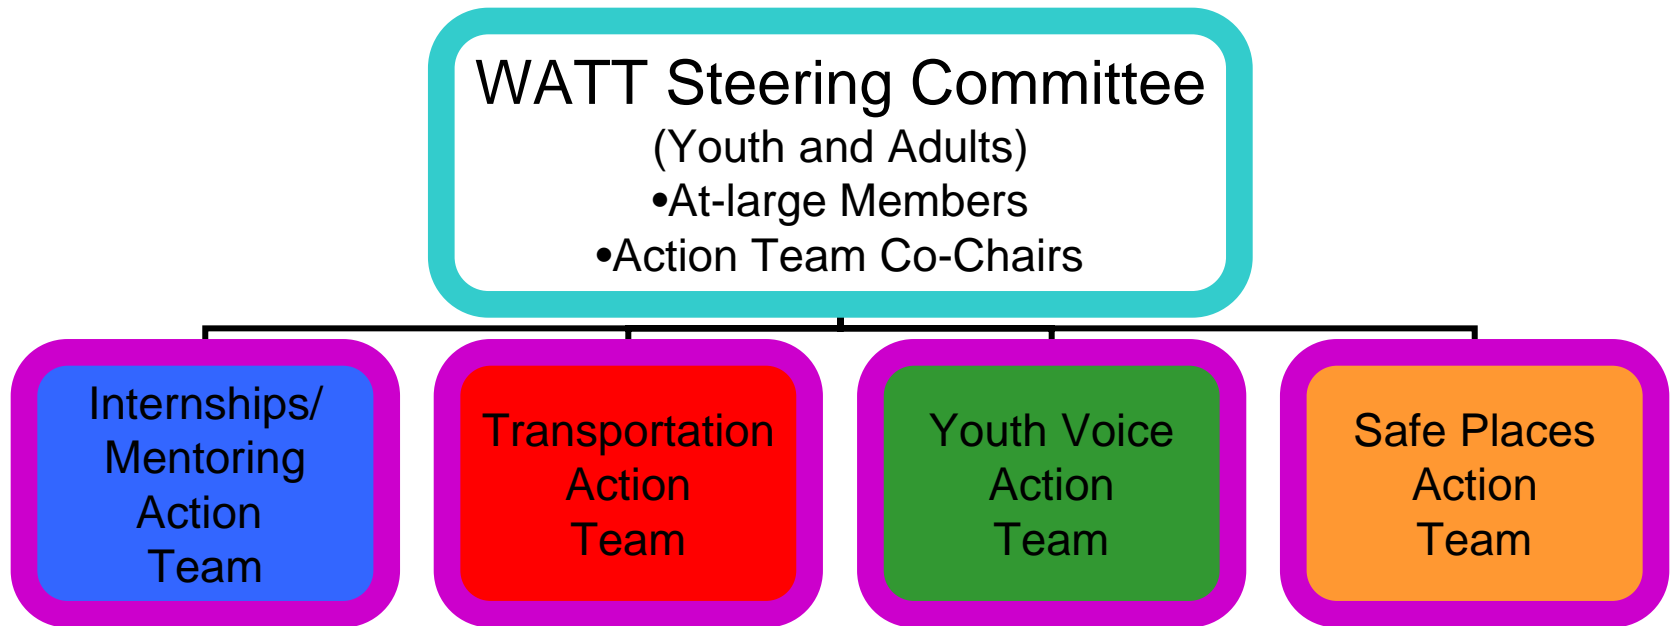 WATT Steering Committee
(Youth and Adults)
•At-large Members
•Action Team Co-Chairs
Internships/
Mentoring
Action
Team
Transportation
Action
Team
Youth Voice
Action
Team
Safe Places
Action
Team